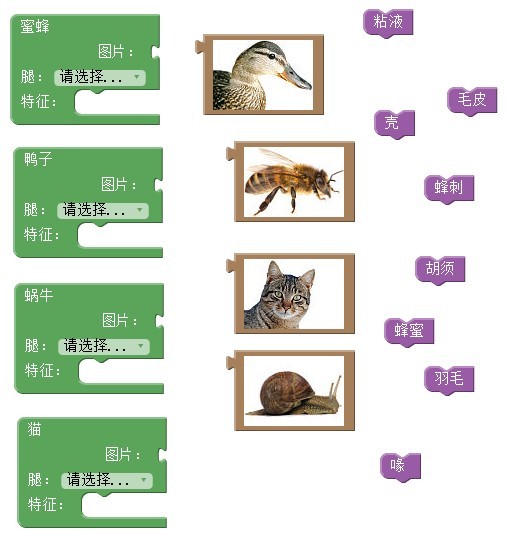 蜜蜂
图片：
腿：请选择...
特征：
鸭子
图片：
腿：请选择...
特征：
蜗牛
图片：
腿：请选择...
特征：
猫
图片：
腿：请选择...
特征：
粘液
毛皮
壳
蜂刺
胡须
蜂蜜
羽毛
喙